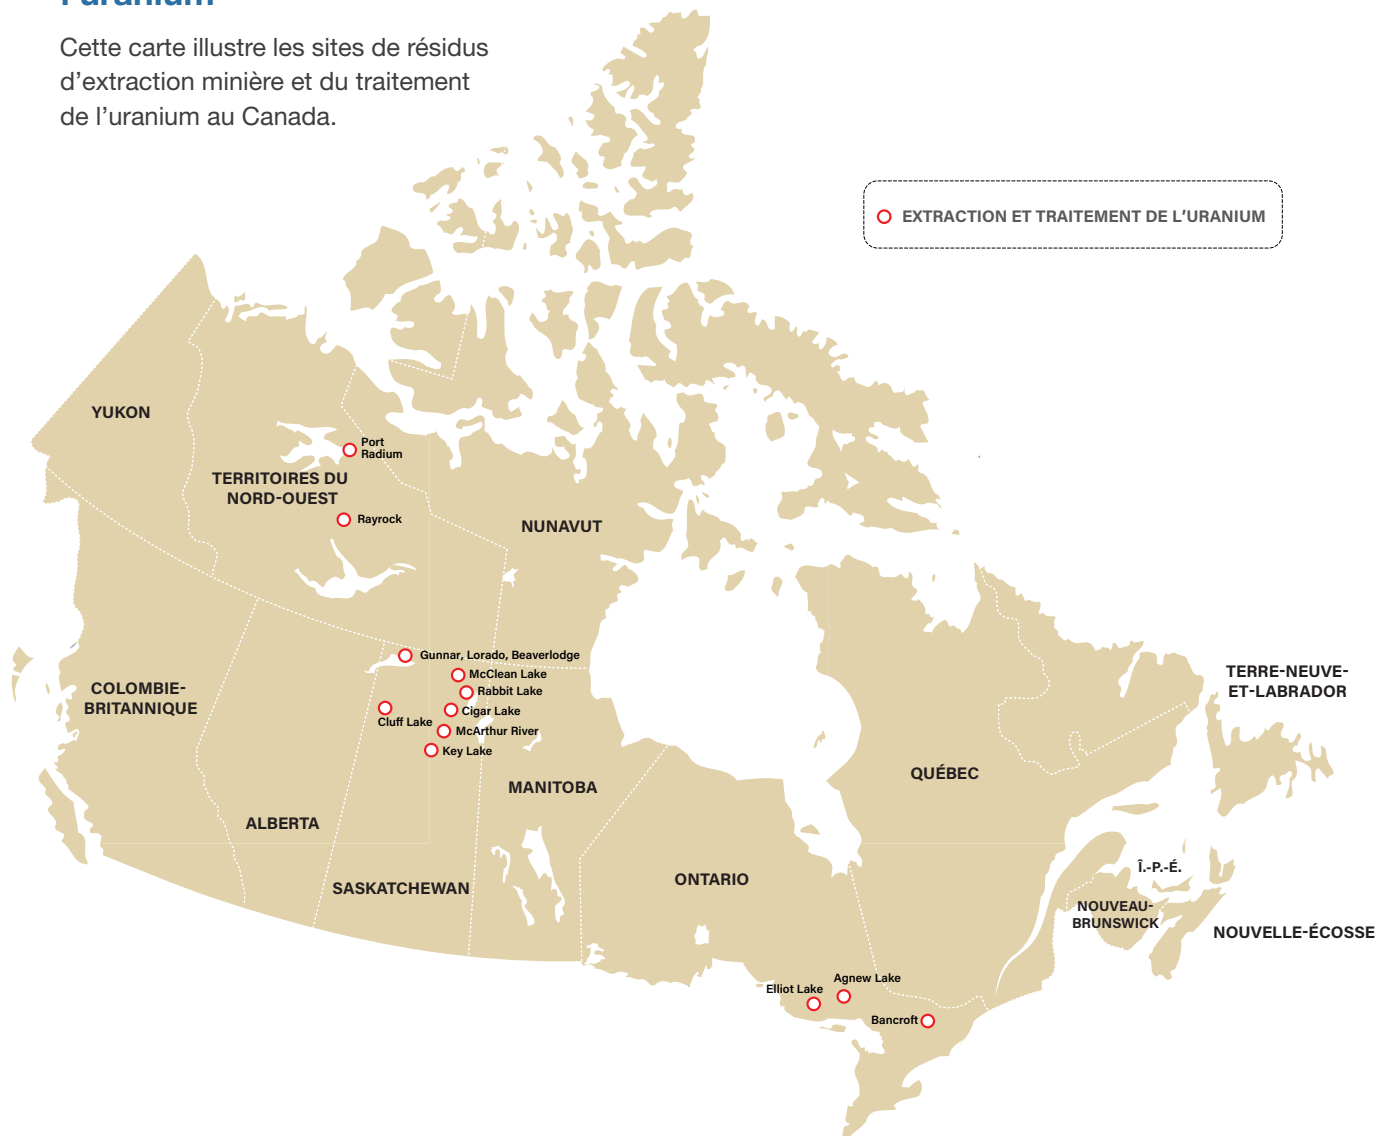 l'uranium
Cette carte illustre les sites de résidus
d'extraction minière et du traitement
de l'uranium au Canada.
EXTRACTION ET TRAITEMENT DE L'URANIUM
YUKON
Port
Radium
TERRITOIRES DU
NORD-OUEST
Rayrock
NUNAVUT
Gunnar, Lorado, Beaverlodge
McClean Lake
Rabbit Lake
Cigar Lake
Cluff Lake
McArthur River
Key Lake
COLOMBIE-
BRITANNIQUE
TERRE-NEUVE-
ET-LABRADOR
QUÉBEC
MANITOBA
ALBERTA
SASKATCHEWAN
ONTARIO
Î.-P.-É.
NOUVEAU-
BRUNSWICK
NOUVELLE-ÉCOSSE
Agnew Lake
Elliot Lake
Bancroft